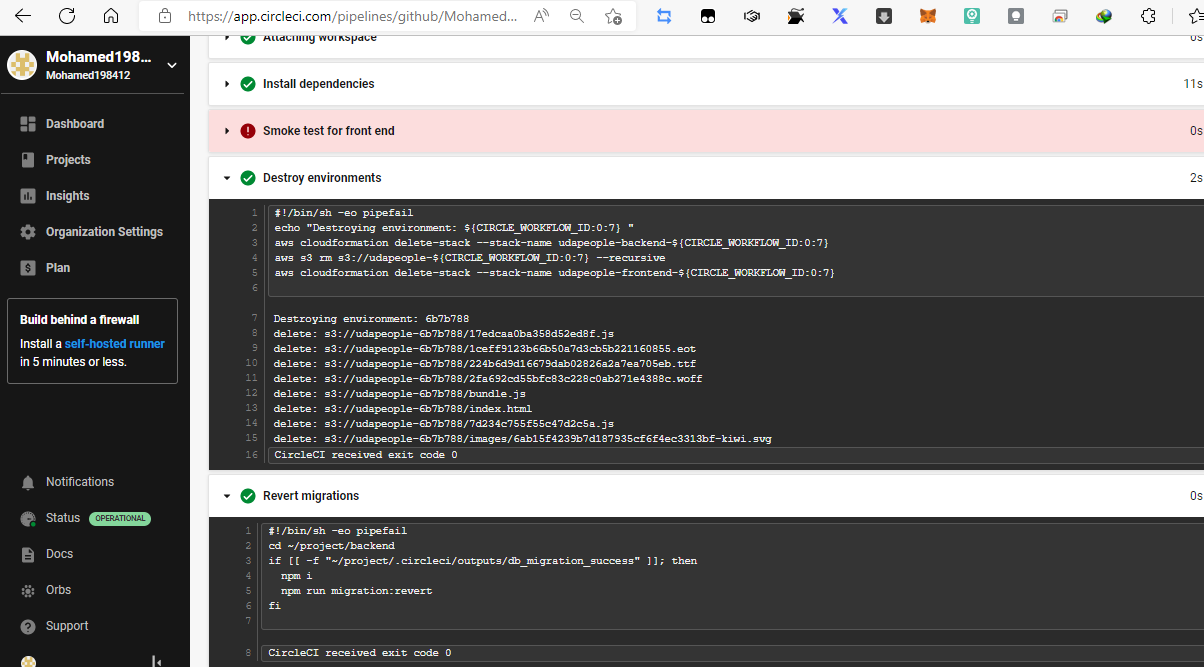 https://app.circleci.com/pipelines/github/Mohamed...
Mohamed198...
Mohamed198412
Dashboard
Projects
Insights
Organization Settings
Plan
Build behind a firewall
Install a self-hosted runner
in 5 minutes or less.
Notifications
Status OPERATIONAL
Docs
Orbs
Support
Attaching workspace 0s
Install dependencies 11s
Smoke test for front end 0s
Destroy environments 2s
1 #!/bin/sh -eo pipefail
2 echo "Destroying environment: ${CIRCLE_WORKFLOW_ID:0:7} "
3 aws cloudformation delete-stack --stack-name udapeople-backend-${CIRCLE_WORKFLOW_ID:0:7}
4 aws s3 rm s3://udapeople-${CIRCLE_WORKFLOW_ID:0:7} --recursive
5 aws cloudformation delete-stack --stack-name udapeople-frontend-${CIRCLE_WORKFLOW_ID:0:7}
6
7 Destroying environment: 6b7b788
8 delete: s3://udapeople-6b7b788/17edcaa0ba358d52ed8f.js
9 delete: s3://udapeople-6b7b788/1ceff9123b66b50a7d3cb5b221160855.eot
10 delete: s3://udapeople-6b7b788/224b6d9d16679dab02826a2a7ea705eb.ttf
11 delete: s3://udapeople-6b7b788/2fa692cd55bfc83c228c0ab271e4388c.woff
12 delete: s3://udapeople-6b7b788/bundle.js
13 delete: s3://udapeople-6b7b788/index.html
14 delete: s3://udapeople-6b7b788/7d234c755f55c47d2c5a.js
15 delete: s3://udapeople-6b7b788/images/6ab15f4239b7d187935cf6f4ec3313bf-kiwi.svg
16 CircleCI received exit code 0
Revert migrations 0s
1 #!/bin/sh -eo pipefail
2 cd ~/project/backend
3 if [[ -f "~/project/.circleci/outputs/db_migration_success" ]]; then
4 npm i
5 npm run migration:revert
6 fi
7
8 CircleCI received exit code 0